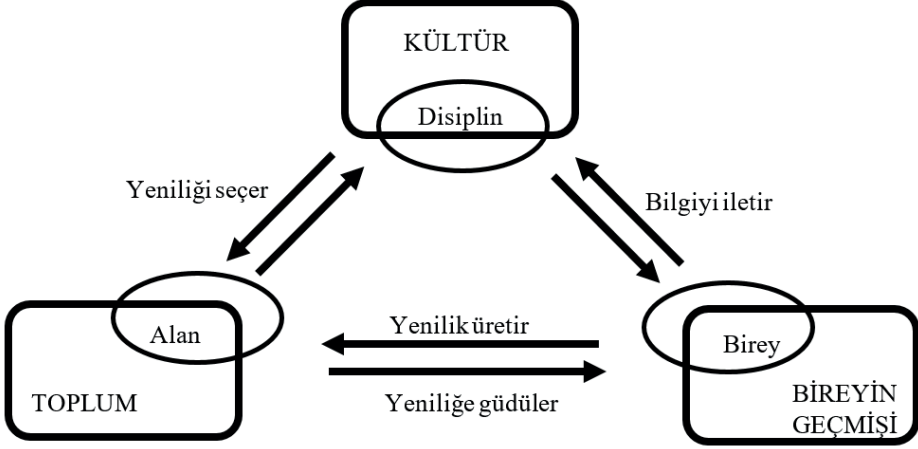 KÜLTÜR
Disiplin
Yeniliği seçer
Bilgiyi iletir
Alan
Yenilik üretir
Birey
TOPLUM
Yeniliğe güdüler
BİREYİN
GEÇMİŞİ